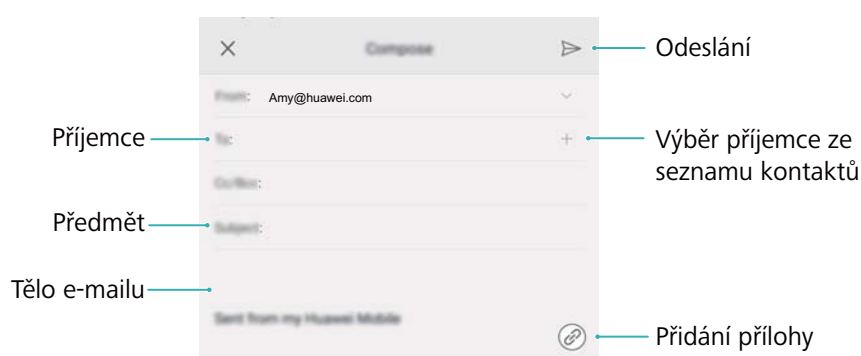 Compose
Odeslání
From:
Amy@huawei.com
Příjemce
To:
Výběr příjemce ze
seznamu kontaktů
Cc/Bcc:
Předmět
Subject:
Tělo e-mailu
Sent from my Huawei Mobile
Přidání přílohy